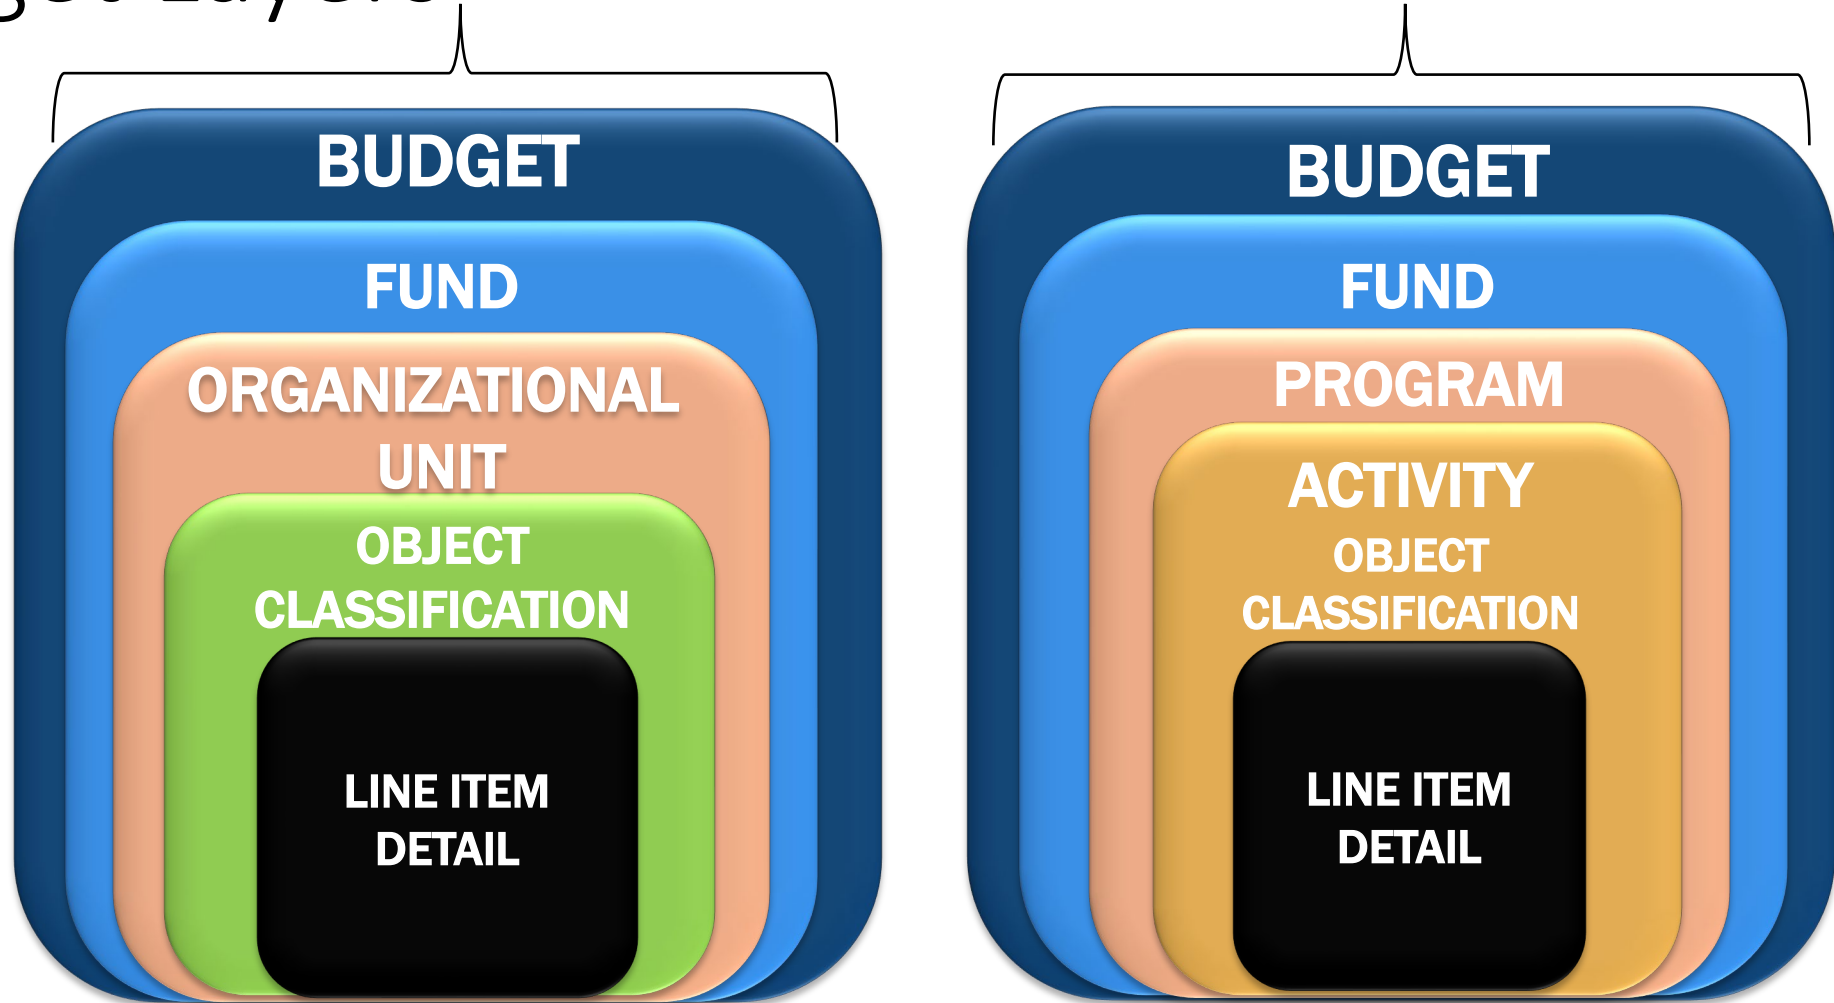 BUDGET
FUND
ORGANIZATIONAL
UNIT
OBJECT
CLASSIFICATION
LINE ITEM
DETAIL
BUDGET
FUND
PROGRAM
ACTIVITY
OBJECT
CLASSIFICATION
LINE ITEM
DETAIL